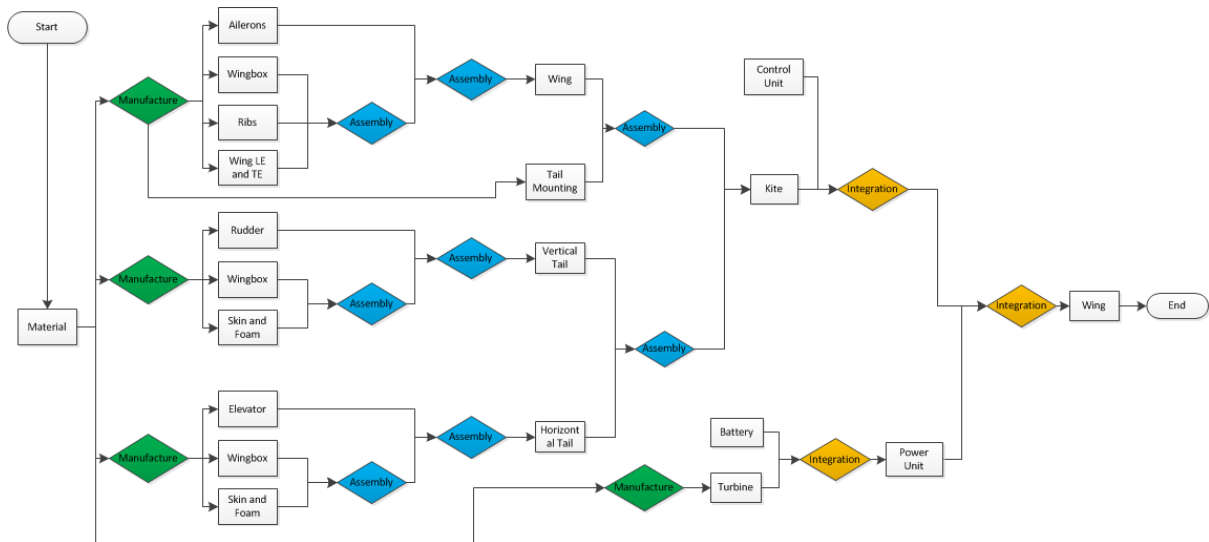 Start
Material
Manufacture
Ailerons
Wingbox
Ribs
Wing LE
and TE
Assembly
Assembly
Wing
Tail
Mounting
Assembly
Manufacture
Rudder
Wingbox
Skin and
Foam
Assembly
Assembly
Vertical
Tail
Manufacture
Elevator
Wingbox
Skin and
Foam
Assembly
Assembly
Horizont
al Tail
Assembly
Control
Unit
Kite
Integration
Manufacture
Battery
Turbine
Integration
Power
Unit
Integration
Wing
End